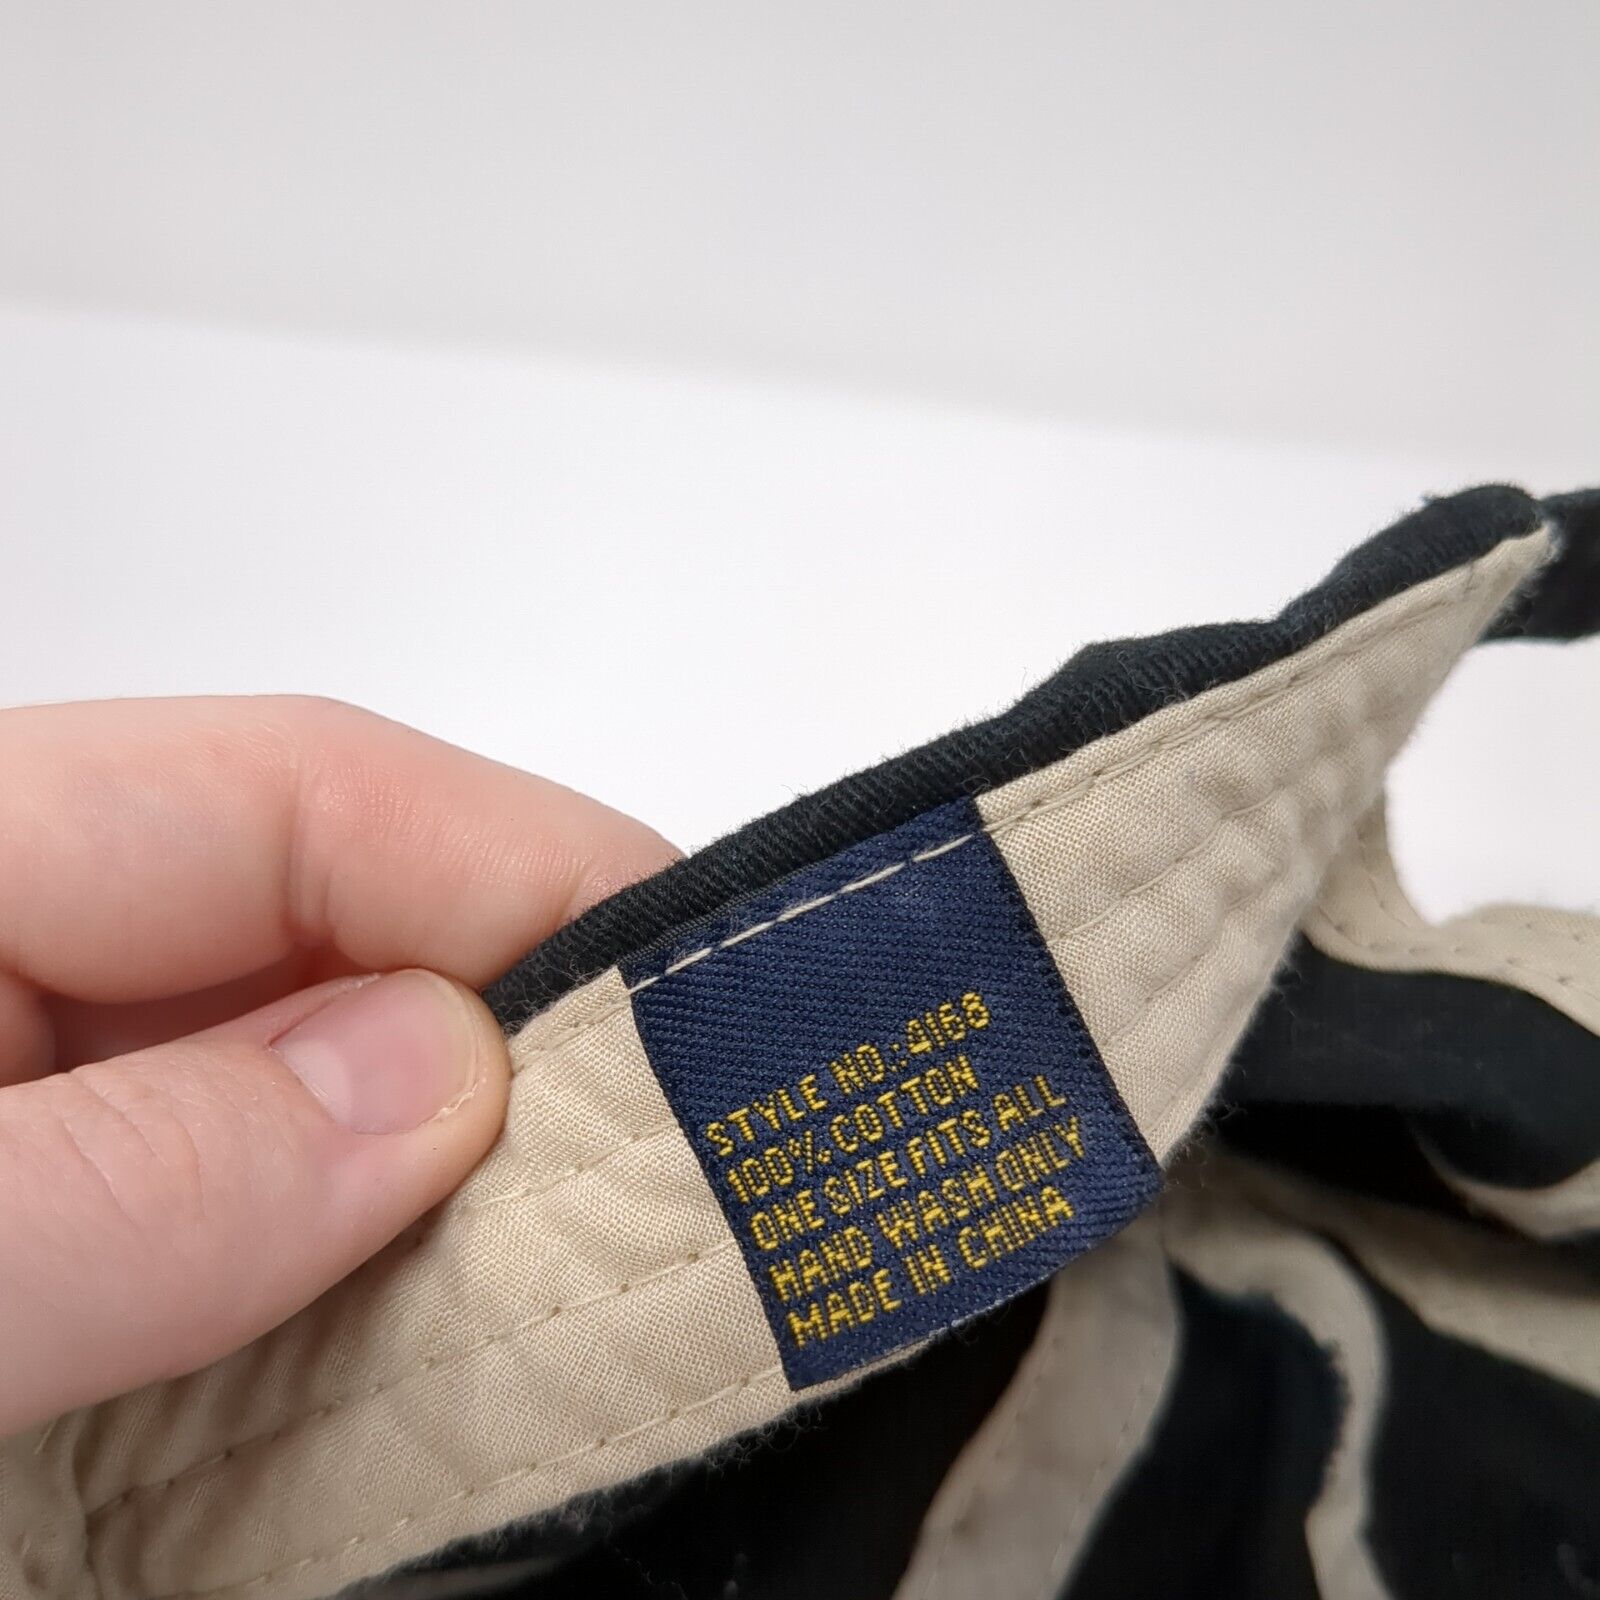 STYLE NO.: 4168
100% COTTON
ONE SIZE FITS ALL
HAND WASH ONLY
MADE IN CHINA